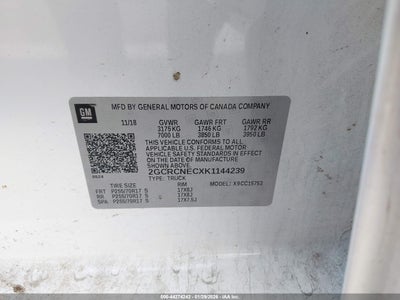 GM
MFD BY GENERAL MOTORS OF CANADA COMPANY
11/18 GVWR GAWR FRT GAWR RR
3175 KG 1746 KG 1792 KG
7000 LB 3850 LB 3950 LB
THIS VEHICLE CONFORMS TO ALL APPLICABLE
U.S. FEDERAL MOTOR VEHICLE SAFETY STANDARDS
IN EFFECT ON THE DATE OF MANUFACTURE
SHOWN ABOVE.
2GCRCNECXK1144239
TYPE: TRUCK
TIRE SIZE RIM
FRT P255/70R17 S 17X8J
RR P255/70R17 S 17X8J
SPA P255/70R17 S